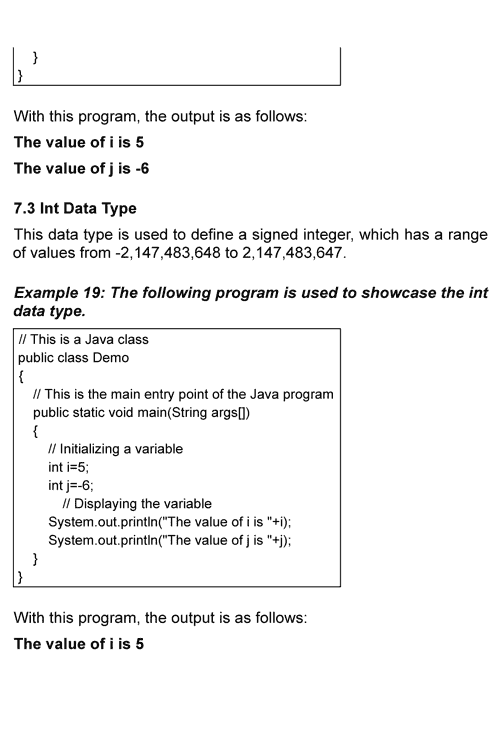 }
}
With this program, the output is as follows:
The value of i is 5
The value of j is -6
7.3 Int Data Type
This data type is used to define a signed integer, which has a range
of values from -2,147,483,648 to 2,147,483,647.
Example 19: The following program is used to showcase the int
data type.
// This is a Java class
public class Demo
{
// This is the main entry point of the Java program
public static void main(String args[])
{
// Initializing a variable
int i=5;
int j=-6;
// Displaying the variable
System.out.println("The value of i is "+i);
System.out.println("The value of j is "+j);
}
}
With this program, the output is as follows:
The value of i is 5